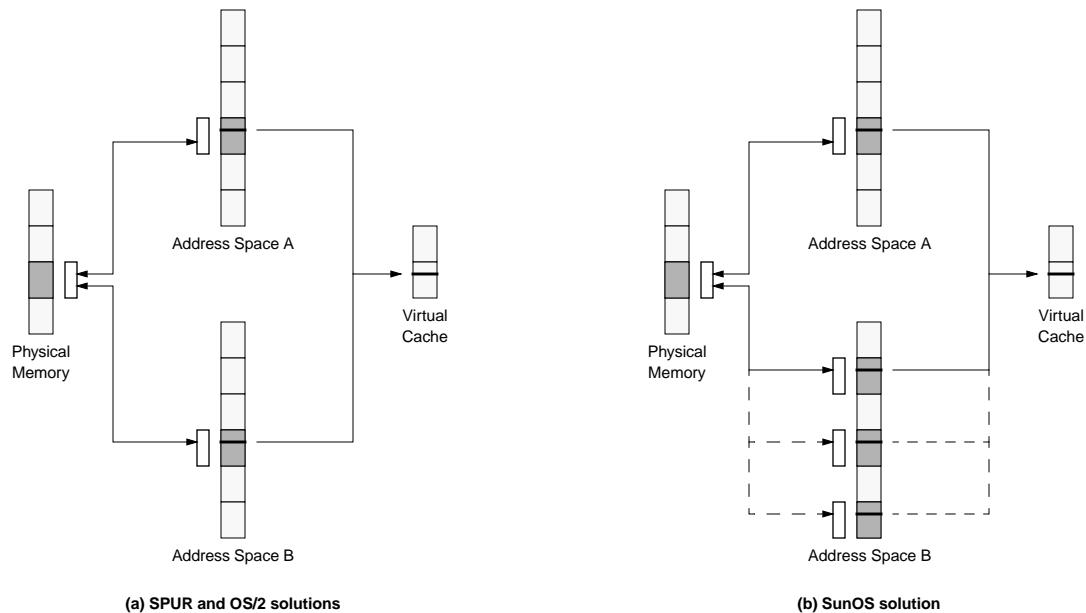 Address Space A
Physical
Memory
Virtual
Cache
Address Space B
(a) SPUR and OS/2 solutions
Address Space A
Physical
Memory
Virtual
Cache
Address Space B
(b) SunOS solution